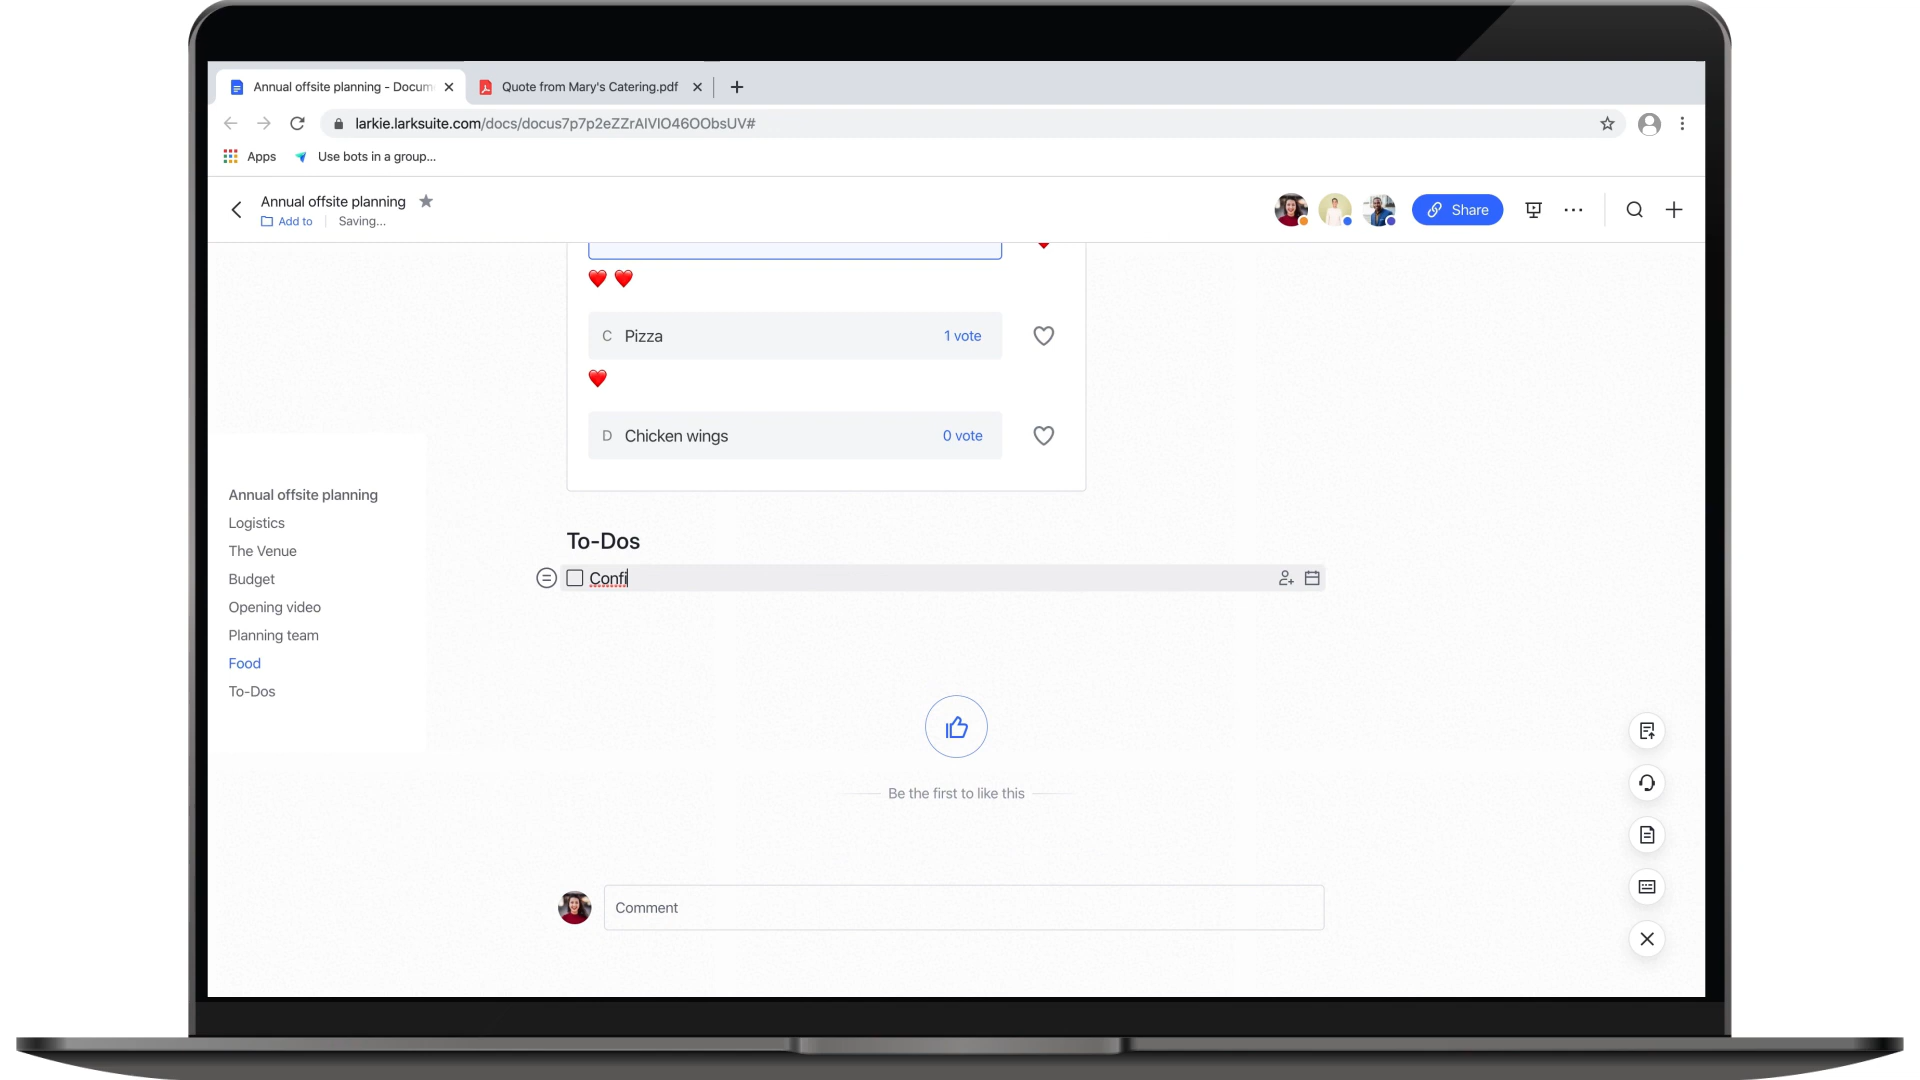 Annual offsite planning - Docum
Quote from Mary's Catering.pdf
larkie.larksuite.com/docs/docus7p7p2eZZrAIVIO46OObsUV#
Apps
Use bots in a group...
Annual offsite planning
Add to
Saving...
Share
C Pizza 1 vote
D Chicken wings 0 vote
Annual offsite planning
Logistics
The Venue
Budget
Opening video
Planning team
Food
To-Dos
To-Dos
Confi
Be the first to like this
Comment